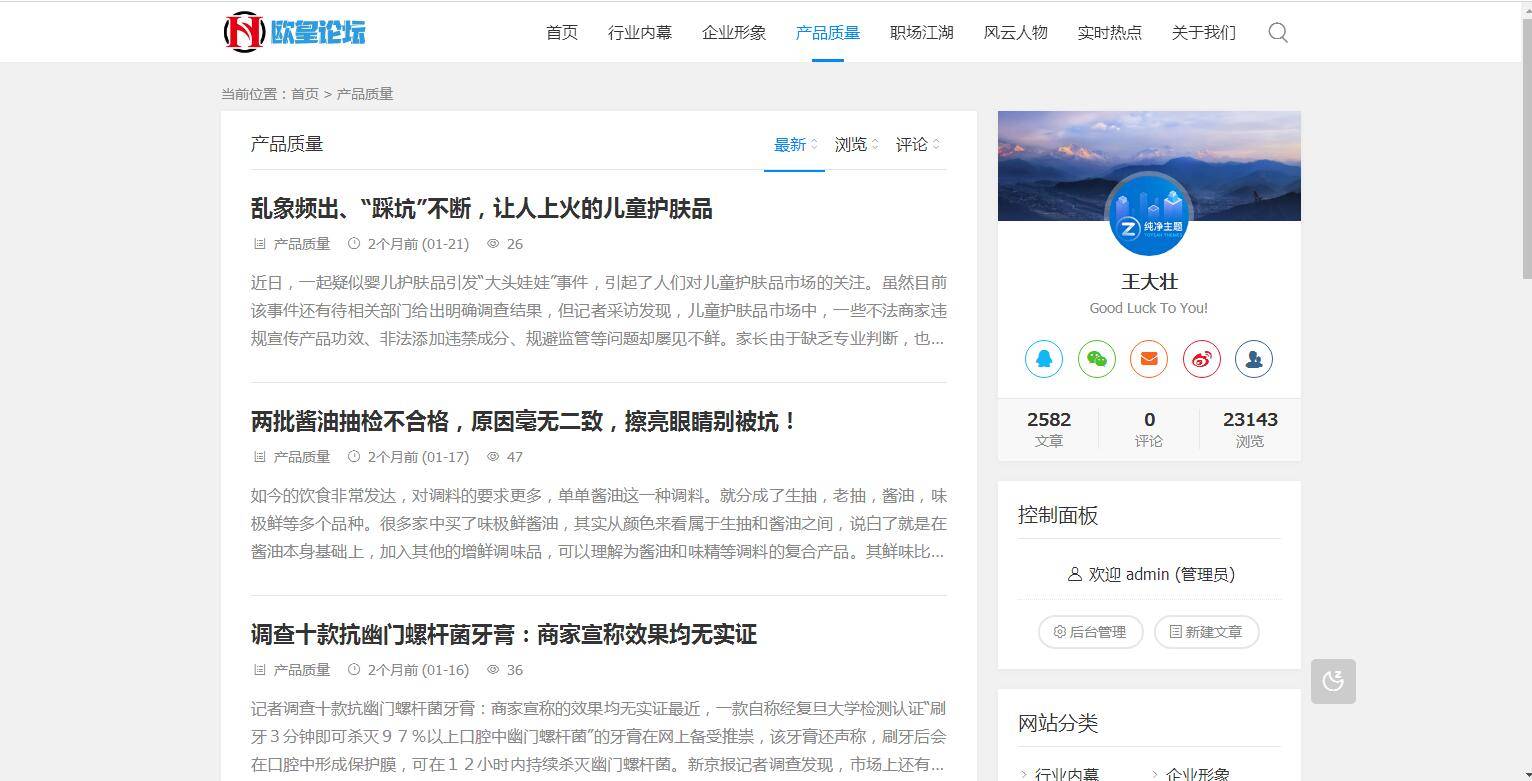 欧皇论坛
首页 行业内幕 企业形象 产品质量 职场江湖 风云人物 实时热点 关于我们
当前位置：首页 > 产品质量
产品质量
最新 浏览 评论
乱象频出、“踩坑”不断，让人上火的儿童护肤品
产品质量 2个月前 (01-21) 26
近日，一起疑似婴儿护肤品引发“大头娃娃”事件，引起了人们对儿童护肤品市场的关注。虽然目前
该事件还有待相关部门给出明确调查结果，但记者采访发现，儿童护肤品市场中，一些不法商家违
规宣传产品功效、非法添加违禁成分、规避监管等问题却屡见不鲜。家长由于缺乏专业判断，也...
两批酱油抽检不合格，原因毫无二致，擦亮眼睛别被坑！
产品质量 2个月前 (01-17) 47
如今的饮食非常发达，对调料的要求更多，单单酱油这一种调料。就分成了生抽，老抽，酱油，味
极鲜等多个品种。很多家中买了味极鲜酱油，其实从颜色来看属于生抽和酱油之间，说白了就是在
酱油本身基础上，加入其他的增鲜调味品，可以理解为酱油和味精等调料的复合产品。其鲜味比...
调查十款抗幽门螺杆菌牙膏：商家宣称效果均无实证
产品质量 2个月前 (01-16) 36
记者调查十款抗幽门螺杆菌牙膏：商家宣称的效果均无实证最近，一款自称经复旦大学检测认证“刷
牙３分钟即可杀灭９７％以上口腔中幽门螺杆菌”的牙膏在网上备受推崇，该牙膏还声称，刷牙后会
在口腔中形成保护膜，可在１２小时内持续杀灭幽门螺杆菌。新京报记者调查发现，市场上还有...
Z 纯净主题
王大壮
Good Luck To You!
2582 0 23143
文章 评论 浏览
控制面板
欢迎 admin (管理员)
后台管理 新建文章
网站分类
行业内幕 企业形象